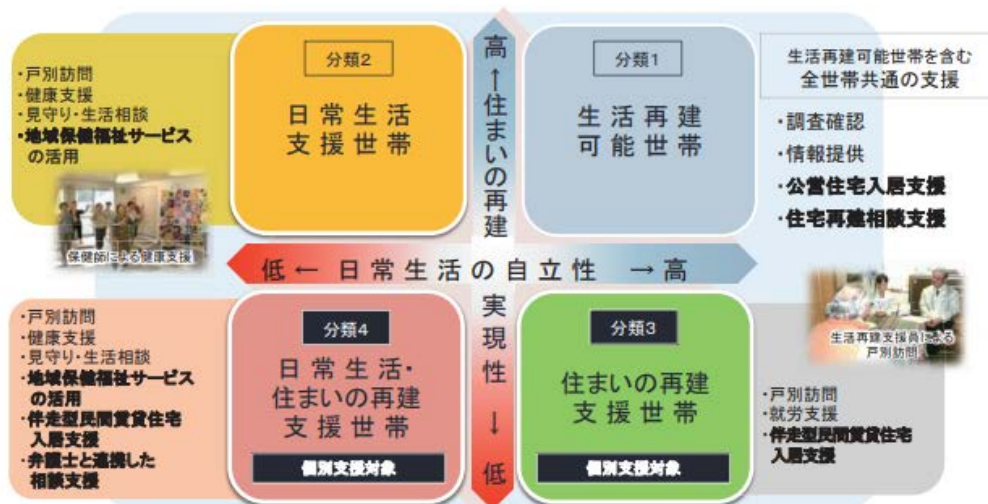 ・戸別訪問
・健康支援
・見守り・生活相談
・地域保健福祉サービス
の活用
保健師による健康支援
分類2
日常生活
支援世帯
高←住まいの再建
実現性→低
分類1
生活再建
可能世帯
生活再建可能世帯を含む
全世帯共通の支援
・調査確認
・情報提供
・公営住宅入居支援
・住宅再建相談支援
低←日常生活の自立性→高
・戸別訪問
・健康支援
・見守り・生活相談
・地域保健福祉サービス
の活用
・伴走型民間賃貸住宅
入居支援
・弁護士と連携した
相談支援
分類4
日常生活・
住まいの再建
支援世帯
個別支援対象
分類3
住まいの再建
支援世帯
個別支援対象
生活再建支援員による
戸別訪問
・戸別訪問
・就労支援
・伴走型民間賃貸住宅
入居支援